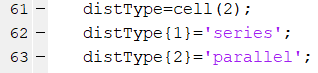 61 – distType=cell(2);
62 – distType{1}='series';
63 – distType{2}='parallel';